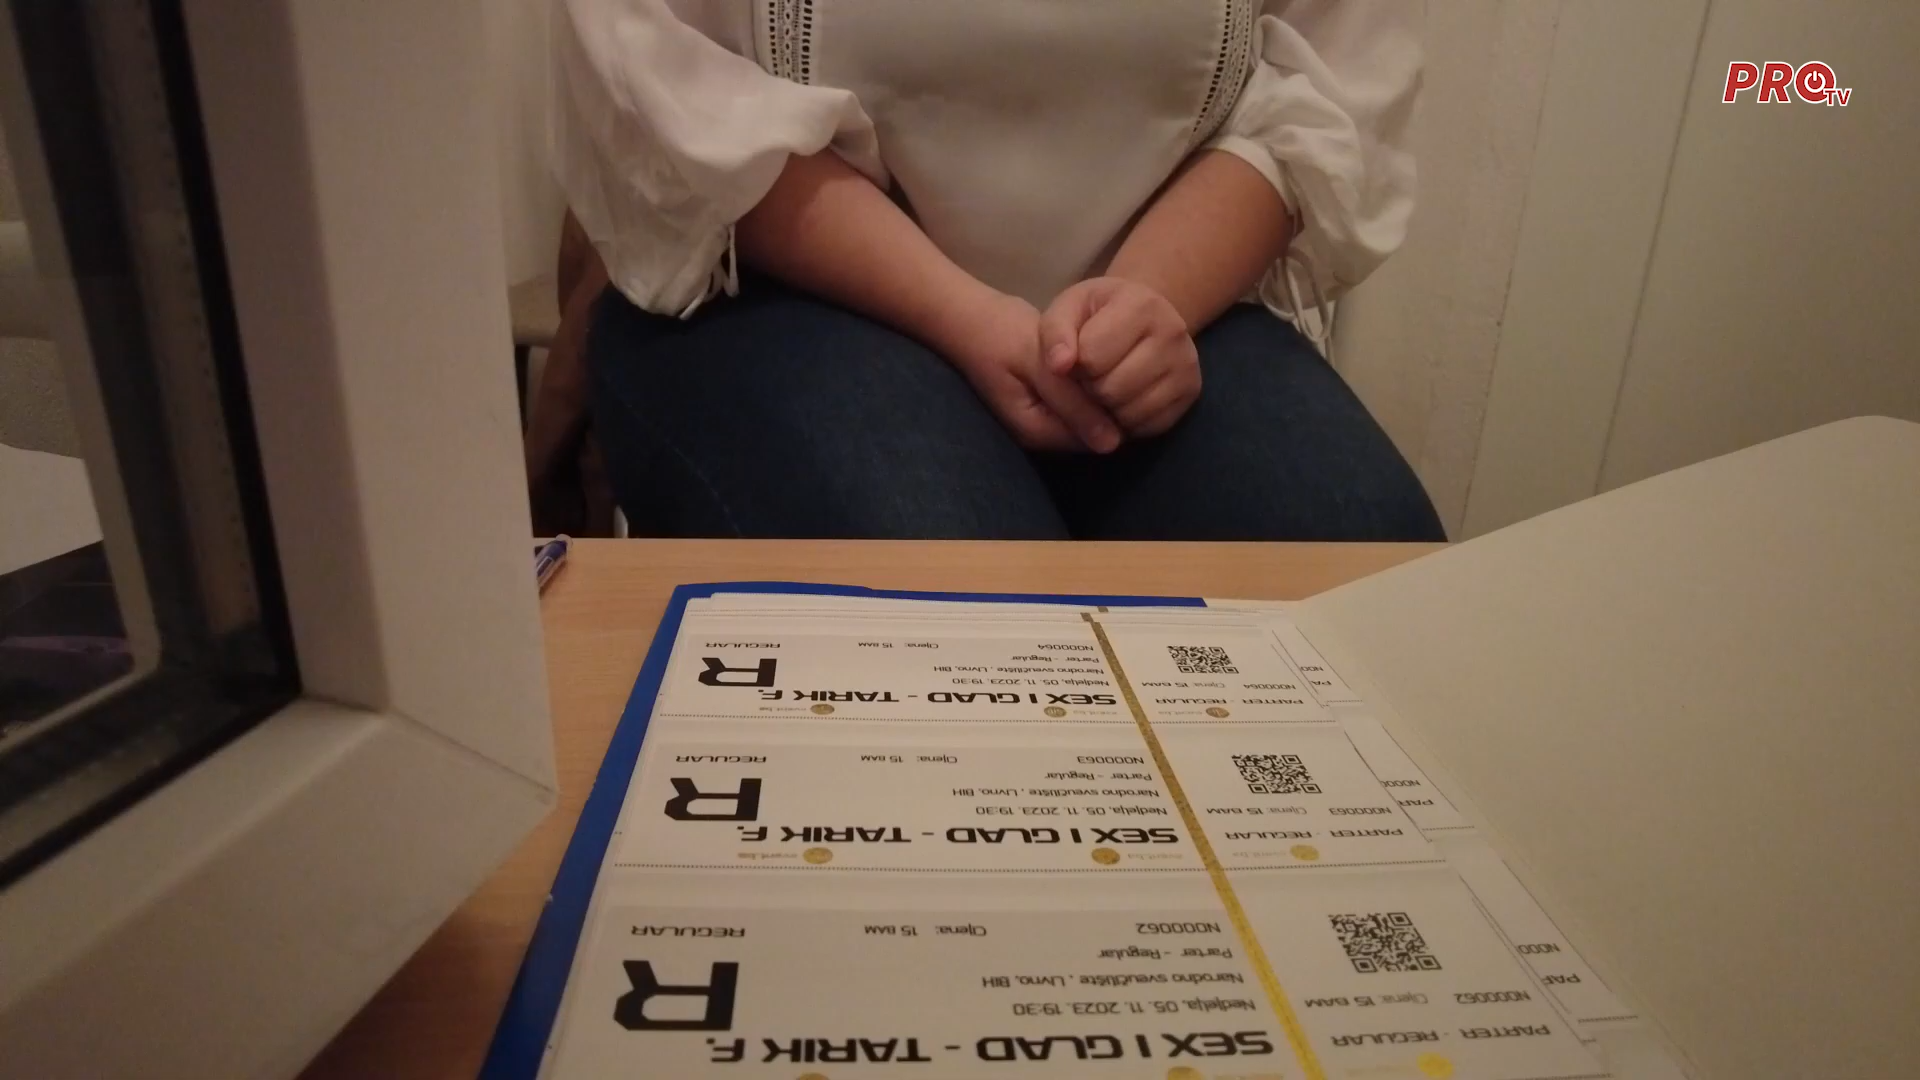 PRO TV
REGULAR
Cijena: 15 BAM
N000064
Parter - Regular
Narodno sveučilište, Livno, BIH
Nedjelja, 05. 11. 2023. 19:30
R
SEX I GLAD - TARIK F.
event.ba
N000064
Cijena: 15 BAM
PARTER - REGULAR
REGULAR
Cijena: 15 BAM
N000063
Parter - Regular
Narodno sveučilište, Livno, BIH
Nedjelja, 05. 11. 2023. 19:30
R
SEX I GLAD - TARIK F.
event.ba
N000063
Cijena: 15 BAM
PARTER - REGULAR
REGULAR
Cijena: 15 BAM
N000062
Parter - Regular
Narodno sveučilište, Livno, BIH
Nedjelja, 05. 11. 2023. 19:30
R
SEX I GLAD - TARIK F.
N000062
Cijena: 15 BAM
PARTER - REGULAR